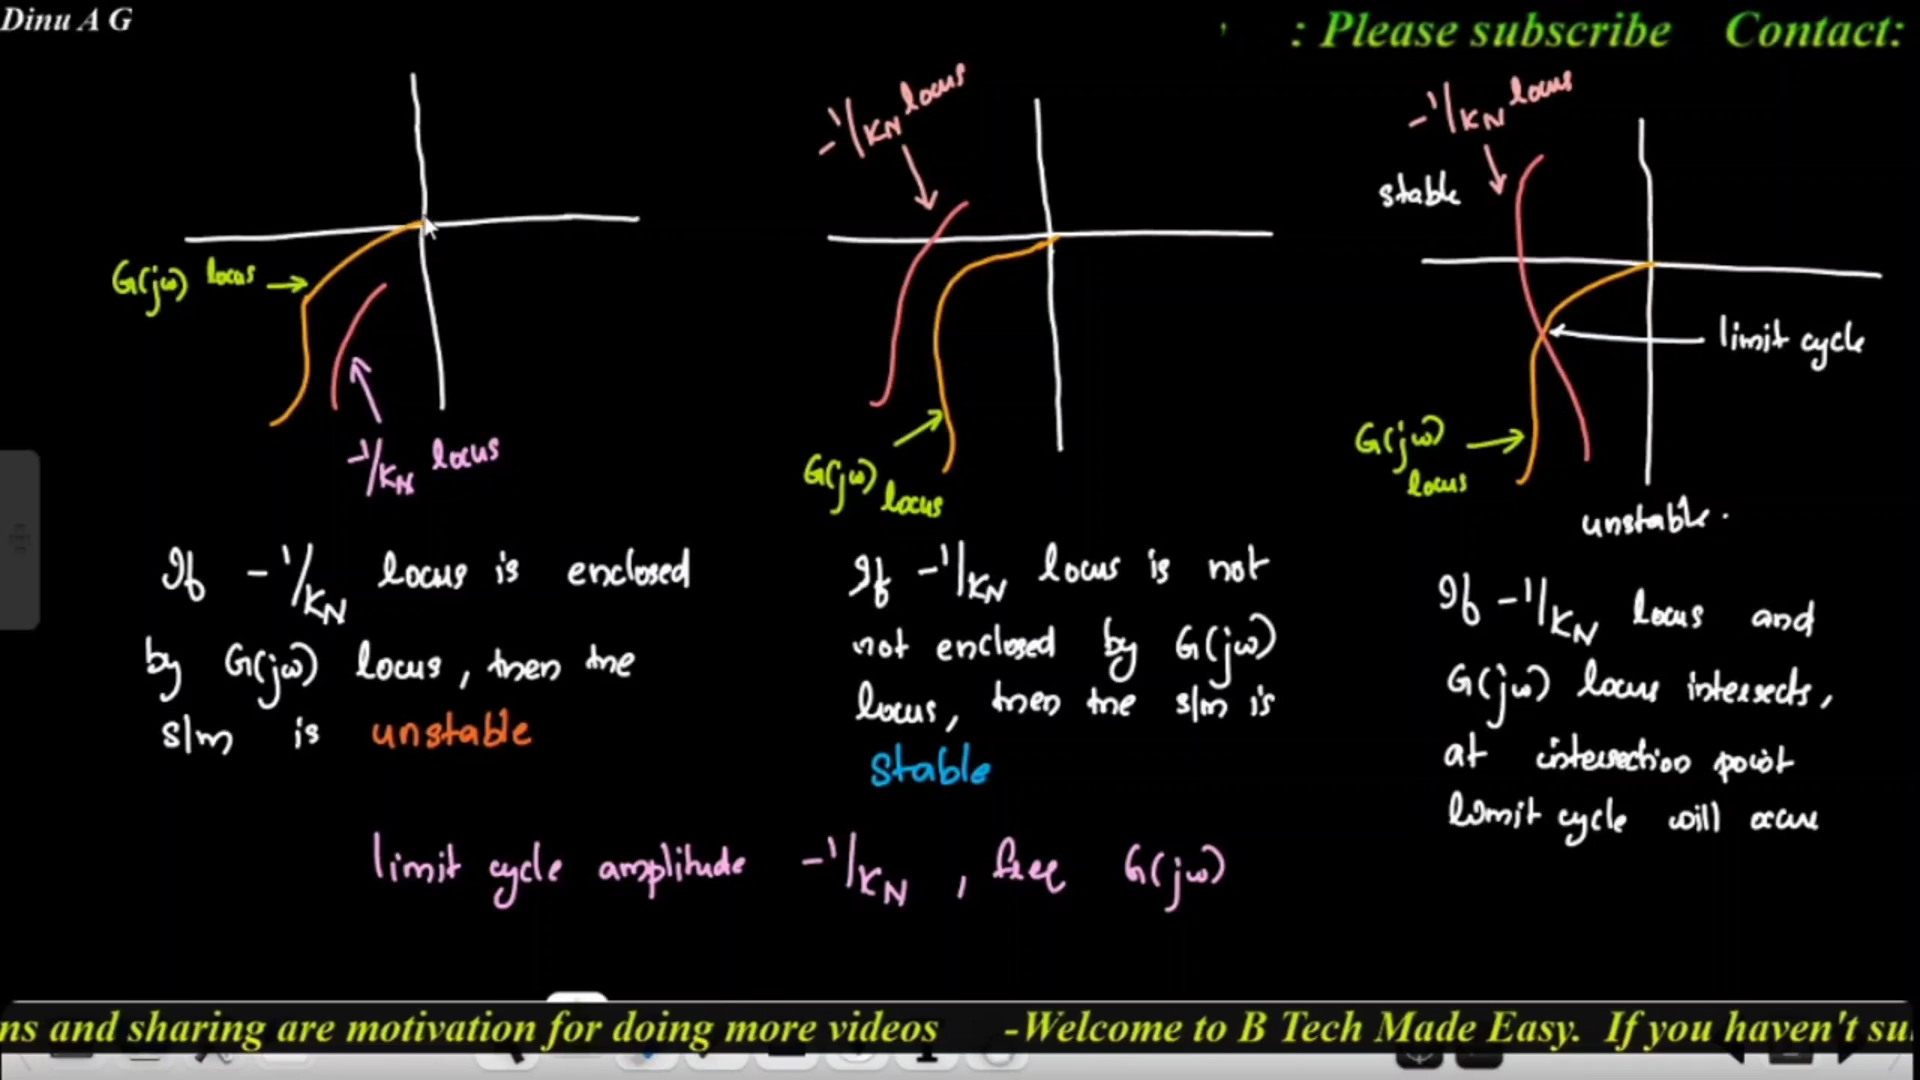 Dinu A G
: Please subscribe Contact:
G(jω) locus
-1/KN locus
If -1/KN locus is enclosed
by G(jω) locus, then the
s/m is unstable
-1/KN locus
G(jω) locus
If -1/KN locus is not
not enclosed by G(jω)
locus, then the s/m is
stable
-1/KN locus
stable
limit cycle
G(jω)
locus
unstable.
If -1/KN locus and
G(jω) locus intersects,
at intersection point
limit cycle will occur
limit cycle amplitude -1/KN , freq G(jω)
ns and sharing are motivation for doing more videos -Welcome to B Tech Made Easy. If you haven't su